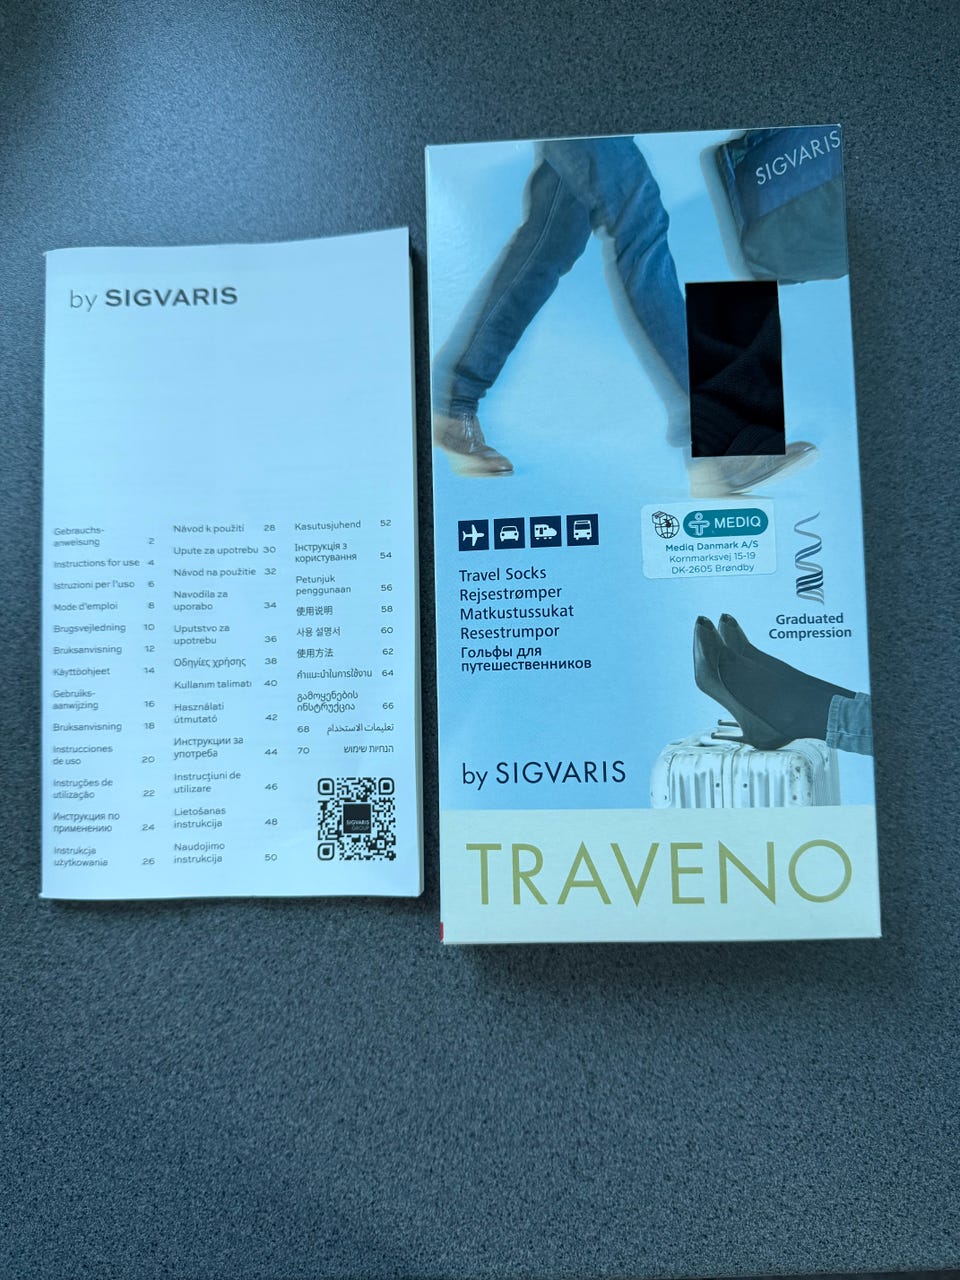 by SIGVARIS
Gebrauchs-
anweisung 2
Instructions for use 4
Istruzioni per l'uso 6
Mode d'emploi 8
Brugsvejledning 10
Bruksanvisning 12
Käyttöohjeet 14
Gebruiks-
aanwijzing 16
Bruksanvisning 18
Instrucciones
de uso 20
Instruções de
utilização 22
Инструкция по
применению 24
Instrukcja
użytkowania 26
Návod k použití 28
Upute za upotrebu 30
Návod na použitie 32
Navodila za
uporabo 34
Uputstvo za
upotrebu 36
Οδηγίες χρήσης 38
Kullanım talimatı 40
Használati
útmutató 42
Инструкции за
употреба 44
Instrucțiuni de
utilizare 46
Lietošanas
instrukcija 48
Naudojimo
instrukcija 50
Kasutusjuhend 52
Інструкція з
користування 54
Petunjuk
penggunaan 56
使用说明 58
사용 설명서 60
使用方法 62
คำแนะนำในการใช้งาน 64
გამოყენების
ინსტრუქცია 66
68 تعليمات الاستخدام
70 הנחיות שימוש
SIGVARIS
GROUP
SIGVARIS
MEDIQ
Mediq Danmark A/S
Kornmarksvej 15-19
DK-2605 Brøndby
Travel Socks
Rejsestrømper
Matkustussukat
Resestrumpor
Гольфы для
путешественников
Graduated
Compression
by SIGVARIS
TRAVENO